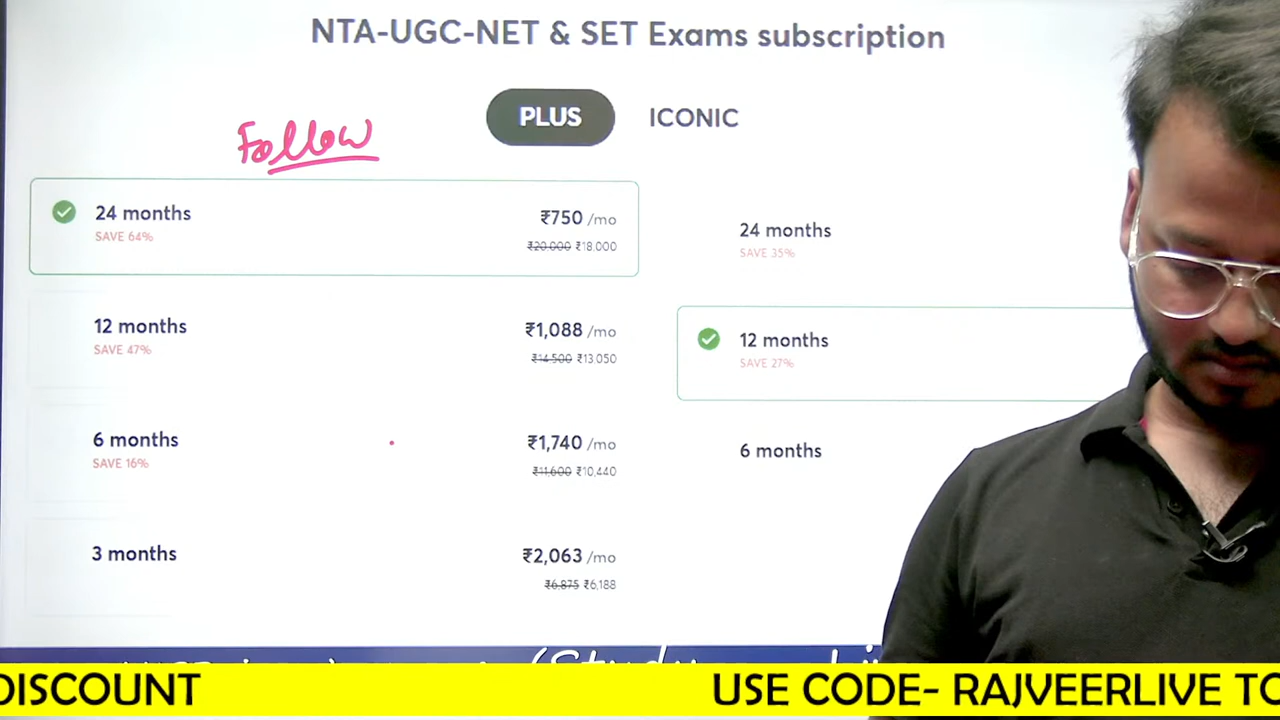 NTA-UGC-NET & SET Exams subscription
PLUS ICONIC
Follow
24 months ₹750 /mo
SAVE 64% ₹20,000 ₹18,000
12 months ₹1,088 /mo
SAVE 47% ₹14,500 ₹13,050
6 months ₹1,740 /mo
SAVE 16% ₹11,600 ₹10,440
3 months ₹2,063 /mo
₹6,875 ₹6,188
24 months
SAVE 35%
12 months
SAVE 27%
6 months
(Study
DISCOUNT USE CODE- RAJVEERLIVE TO